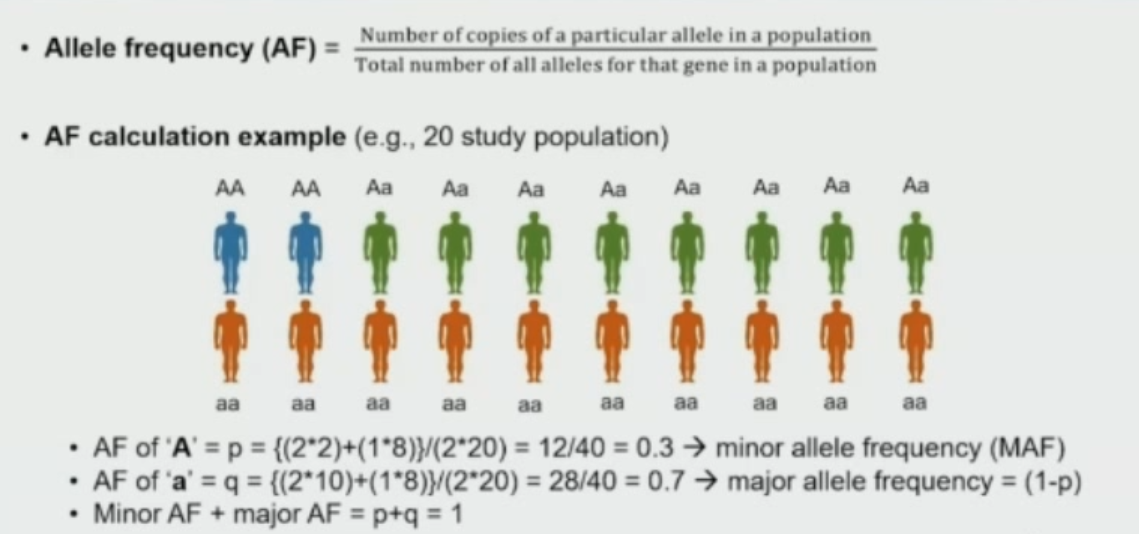 • Allele frequency (AF) = Number of copies of a particular allele in a population
Total number of all alleles for that gene in a population
• AF calculation example (e.g., 20 study population)
AA AA Aa Aa Aa Aa Aa Aa Aa Aa
aa aa aa aa aa aa aa aa aa aa
• AF of 'A' = p = {(2*2)+(1*8)}/(2*20) = 12/40 = 0.3 → minor allele frequency (MAF)
• AF of 'a' = q = {(2*10)+(1*8)}/(2*20) = 28/40 = 0.7 → major allele frequency = (1-p)
• Minor AF + major AF = p+q = 1